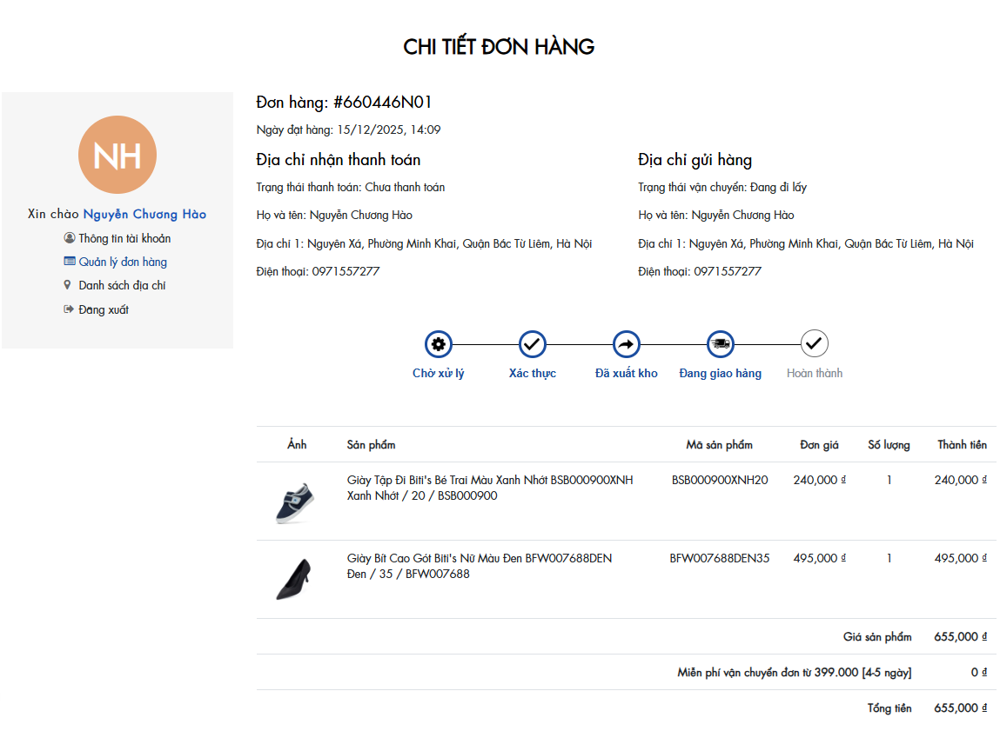 CHI TIẾT ĐƠN HÀNG
NH
Xin chào Nguyễn Chương Hào
Thông tin tài khoản
Quản lý đơn hàng
Danh sách địa chỉ
Đăng xuất
Đơn hàng: #660446N01
Ngày đặt hàng: 15/12/2025, 14:09
Địa chỉ nhận thanh toán
Trạng thái thanh toán: Chưa thanh toán
Họ và tên: Nguyễn Chương Hào
Địa chỉ 1: Nguyên Xá, Phường Minh Khai, Quận Bắc Từ Liêm, Hà Nội
Điện thoại: 0971557277
Địa chỉ gửi hàng
Trạng thái vận chuyển: Đang đi lấy
Họ và tên: Nguyễn Chương Hào
Địa chỉ 1: Nguyên Xá, Phường Minh Khai, Quận Bắc Từ Liêm, Hà Nội
Điện thoại: 0971557277
Chờ xử lý Xác thực Đã xuất kho Đang giao hàng Hoàn thành
Ảnh Sản phẩm Mã sản phẩm Đơn giá Số lượng Thành tiền
Giày Tập Đi Biti's Bé Trai Màu Xanh Nhớt BSB000900XNH BSB000900XNH20 240,000 ₫ 1 240,000 ₫
Xanh Nhớt / 20 / BSB000900
Giày Bít Cao Gót Biti's Nữ Màu Đen BFW007688DEN BFW007688DEN35 495,000 ₫ 1 495,000 ₫
Đen / 35 / BFW007688
Giá sản phẩm 655,000 ₫
Miễn phí vận chuyển đơn từ 399.000 [4-5 ngày] 0 ₫
Tổng tiền 655,000 ₫